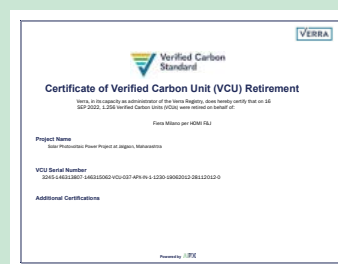 VERRA
Verified Carbon
Standard
Certificate of Verified Carbon Unit (VCU) Retirement
Verra, in its capacity as administrator of the Verra Registry, does hereby certify that on 16
SEP 2022, 1,256 Verified Carbon Units (VCUs) were retired on behalf of:
Fiera Milano per HOMI F&J
Project Name
Solar Photovoltaic Power Project at Jalgaon, Maharashtra
VCU Serial Number
3245-146313807-146315062-VCU-037-APX-IN-1-1230-19062012-28112012-0
Additional Certifications
Powered by APX